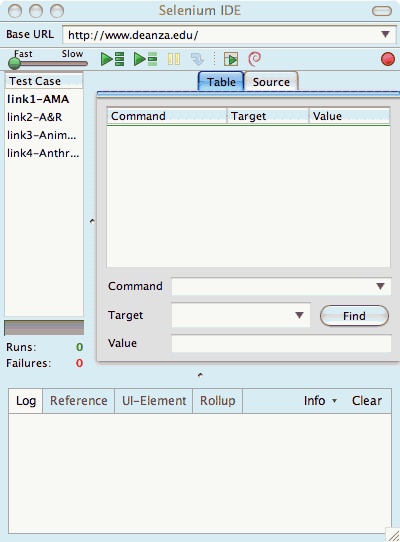 Selenium IDE
Base URL http://www.deanza.edu/
Fast Slow
Test Case
link1-AMA
link2-A&R
link3-Anim...
link4-Anthr...
Runs: 0
Failures: 0
Table Source
Command Target Value
Command
Target Find
Value
Log Reference UI-Element Rollup Info Clear